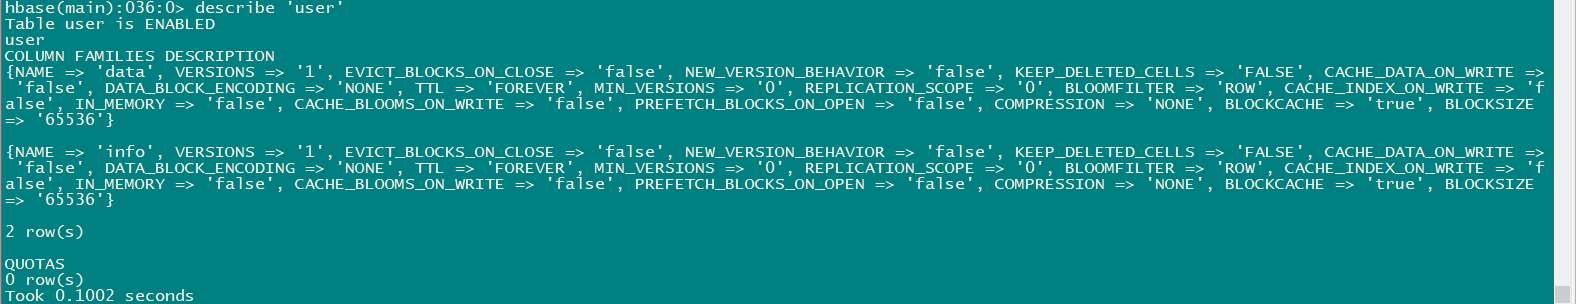 hbase(main):036:0> describe 'user'
Table user is ENABLED
user
COLUMN FAMILIES DESCRIPTION
{NAME => 'data', VERSIONS => '1', EVICT_BLOCKS_ON_CLOSE => 'false', NEW_VERSION_BEHAVIOR => 'false', KEEP_DELETED_CELLS => 'FALSE', CACHE_DATA_ON_WRITE =>
 'false', DATA_BLOCK_ENCODING => 'NONE', TTL => 'FOREVER', MIN_VERSIONS => '0', REPLICATION_SCOPE => '0', BLOOMFILTER => 'ROW', CACHE_INDEX_ON_WRITE => 'f
alse', IN_MEMORY => 'false', CACHE_BLOOMS_ON_WRITE => 'false', PREFETCH_BLOCKS_ON_OPEN => 'false', COMPRESSION => 'NONE', BLOCKCACHE => 'true', BLOCKSIZE
=> '65536'}
{NAME => 'info', VERSIONS => '1', EVICT_BLOCKS_ON_CLOSE => 'false', NEW_VERSION_BEHAVIOR => 'false', KEEP_DELETED_CELLS => 'FALSE', CACHE_DATA_ON_WRITE =>
 'false', DATA_BLOCK_ENCODING => 'NONE', TTL => 'FOREVER', MIN_VERSIONS => '0', REPLICATION_SCOPE => '0', BLOOMFILTER => 'ROW', CACHE_INDEX_ON_WRITE => 'f
alse', IN_MEMORY => 'false', CACHE_BLOOMS_ON_WRITE => 'false', PREFETCH_BLOCKS_ON_OPEN => 'false', COMPRESSION => 'NONE', BLOCKCACHE => 'true', BLOCKSIZE
=> '65536'}
2 row(s)
QUOTAS
0 row(s)
Took 0.1002 seconds